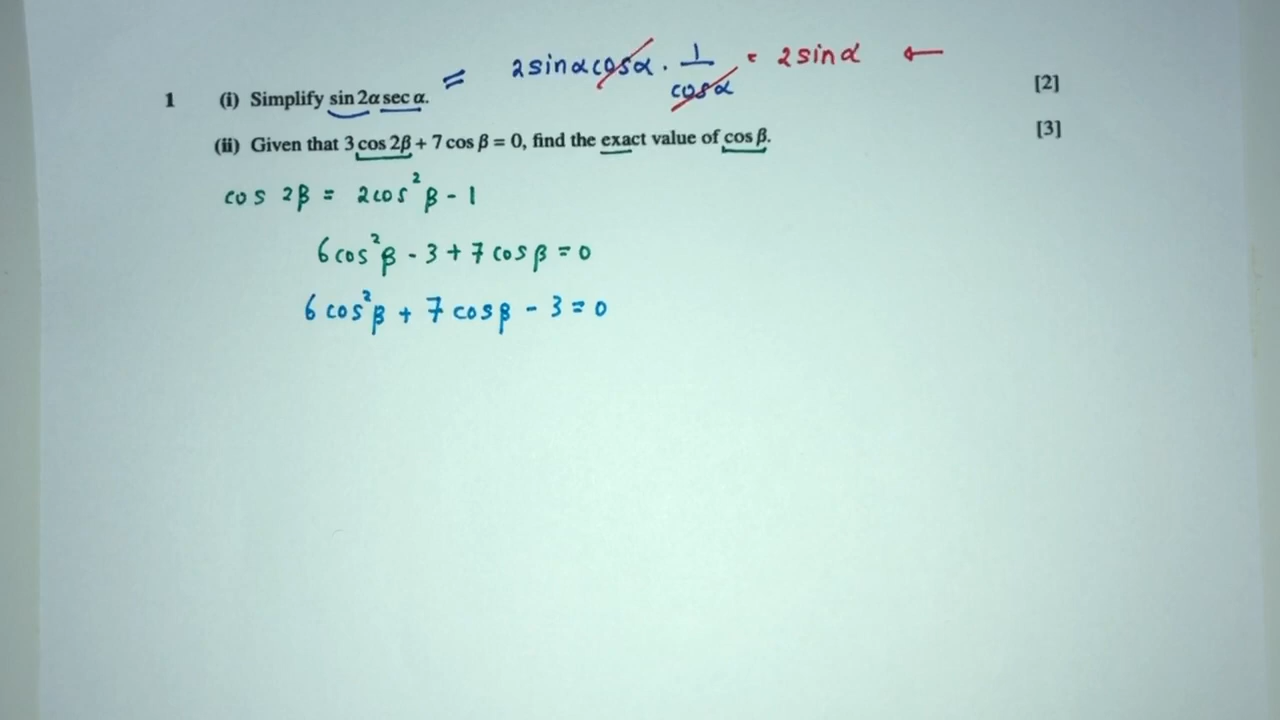 = 2sinαcosα . 1/cosα = 2sinα ←
1 (i) Simplify sin 2α sec α. [2]
(ii) Given that 3 cos 2β + 7 cos β = 0, find the exact value of cos β. [3]
cos 2β = 2cos²β - 1
6cos²β - 3 + 7cosβ = 0
6cos²β + 7cosβ - 3 = 0